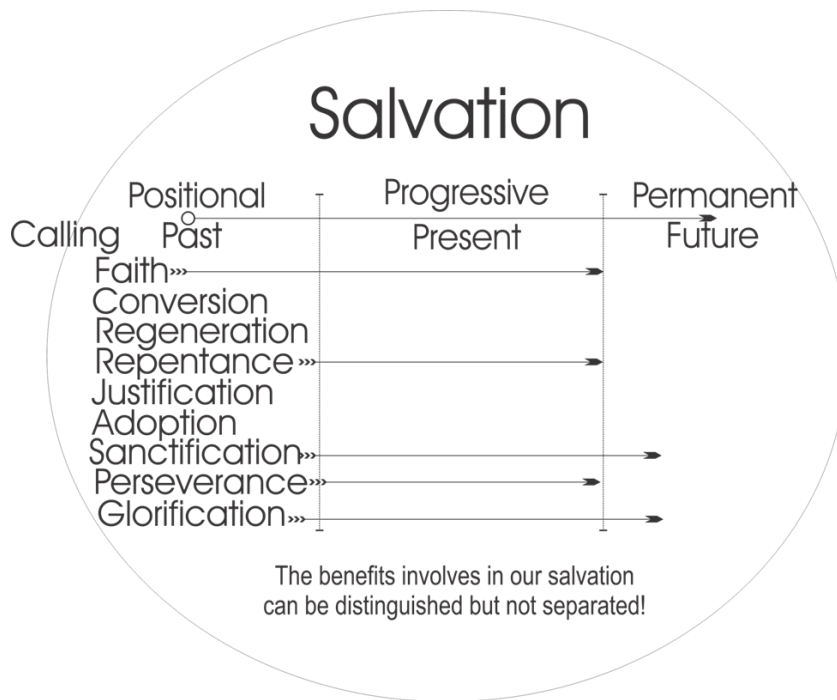 Salvation
Positional Progressive Permanent
Calling Past Present Future
Faith
Conversion
Regeneration
Repentance
Justification
Adoption
Sanctification
Perseverance
Glorification
The benefits involves in our salvation
can be distinguished but not separated!